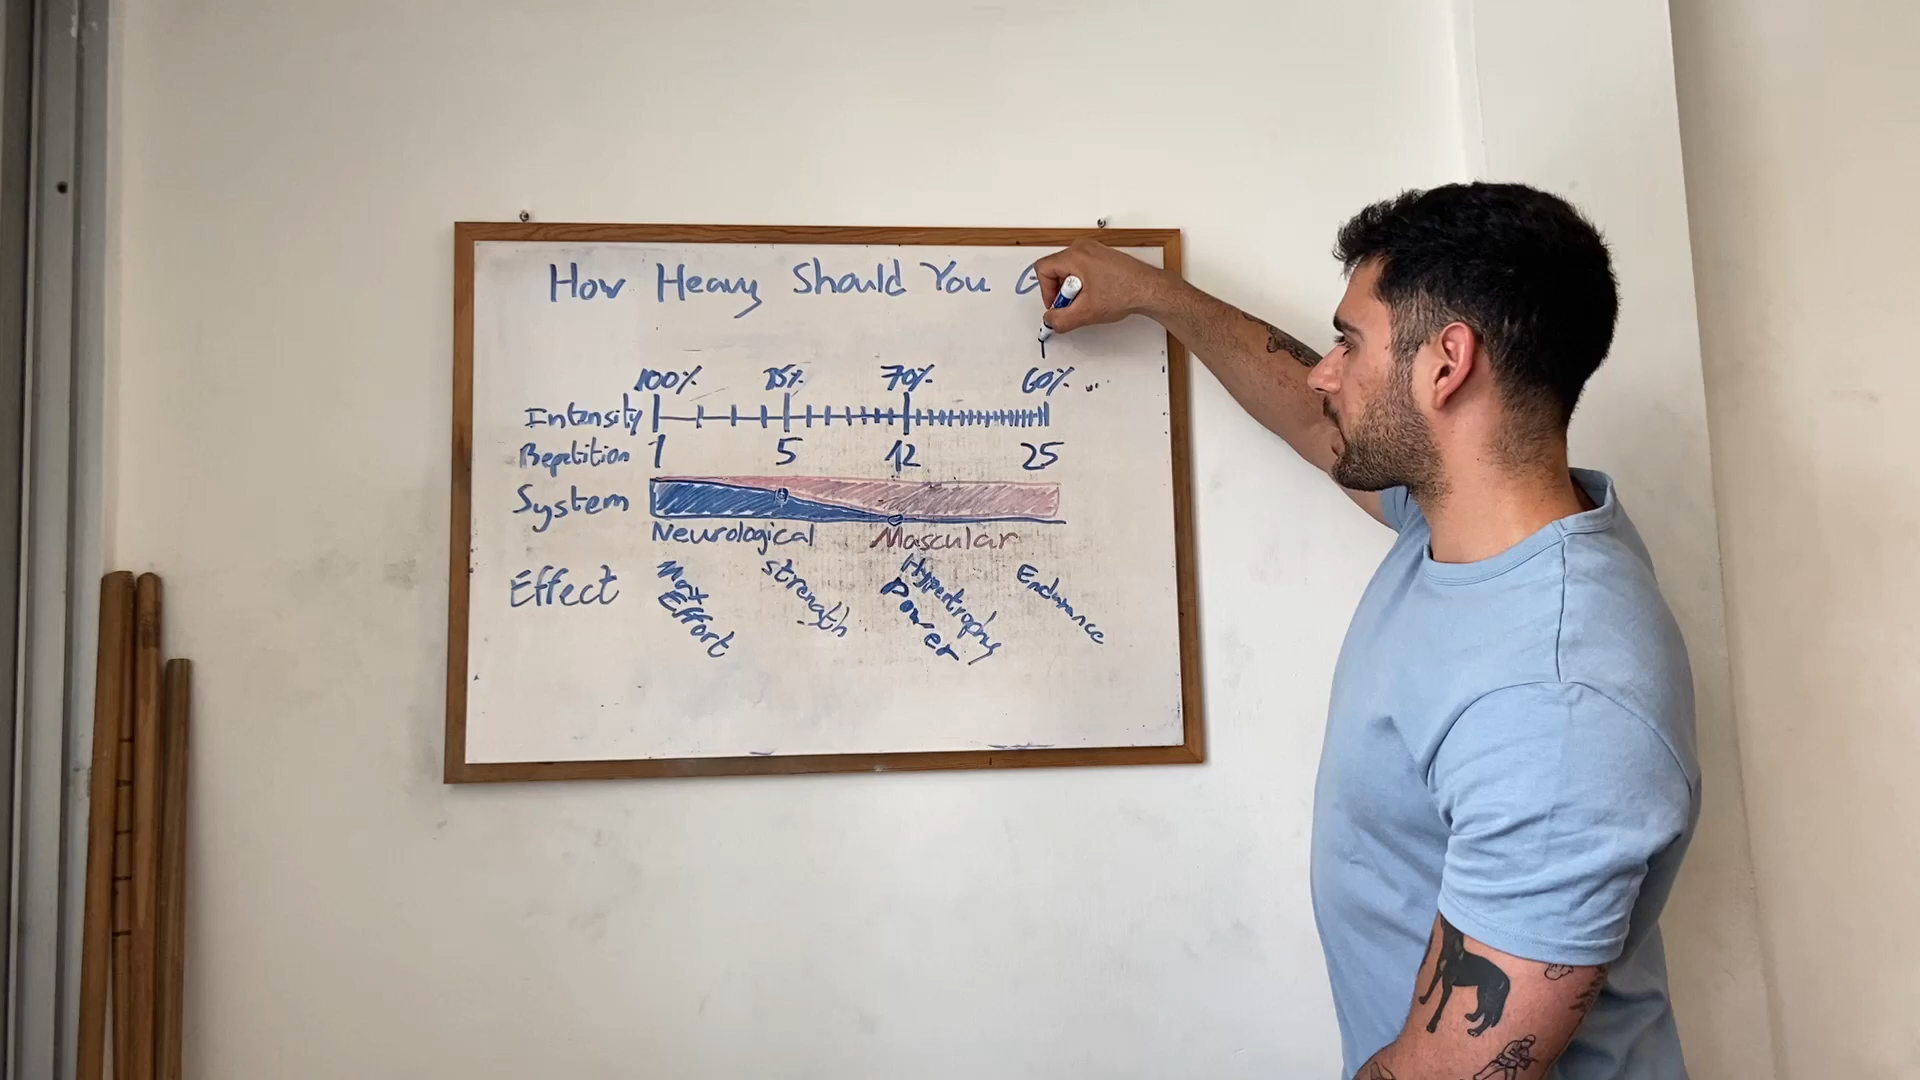 How Heavy Should You G
100% 85% 70% 60% ...
Intensity
Repetition 1 5 12 25
System
Neurological Mascular
Effect
Max Effort
strength
Hypertrophy
Power
Endurance